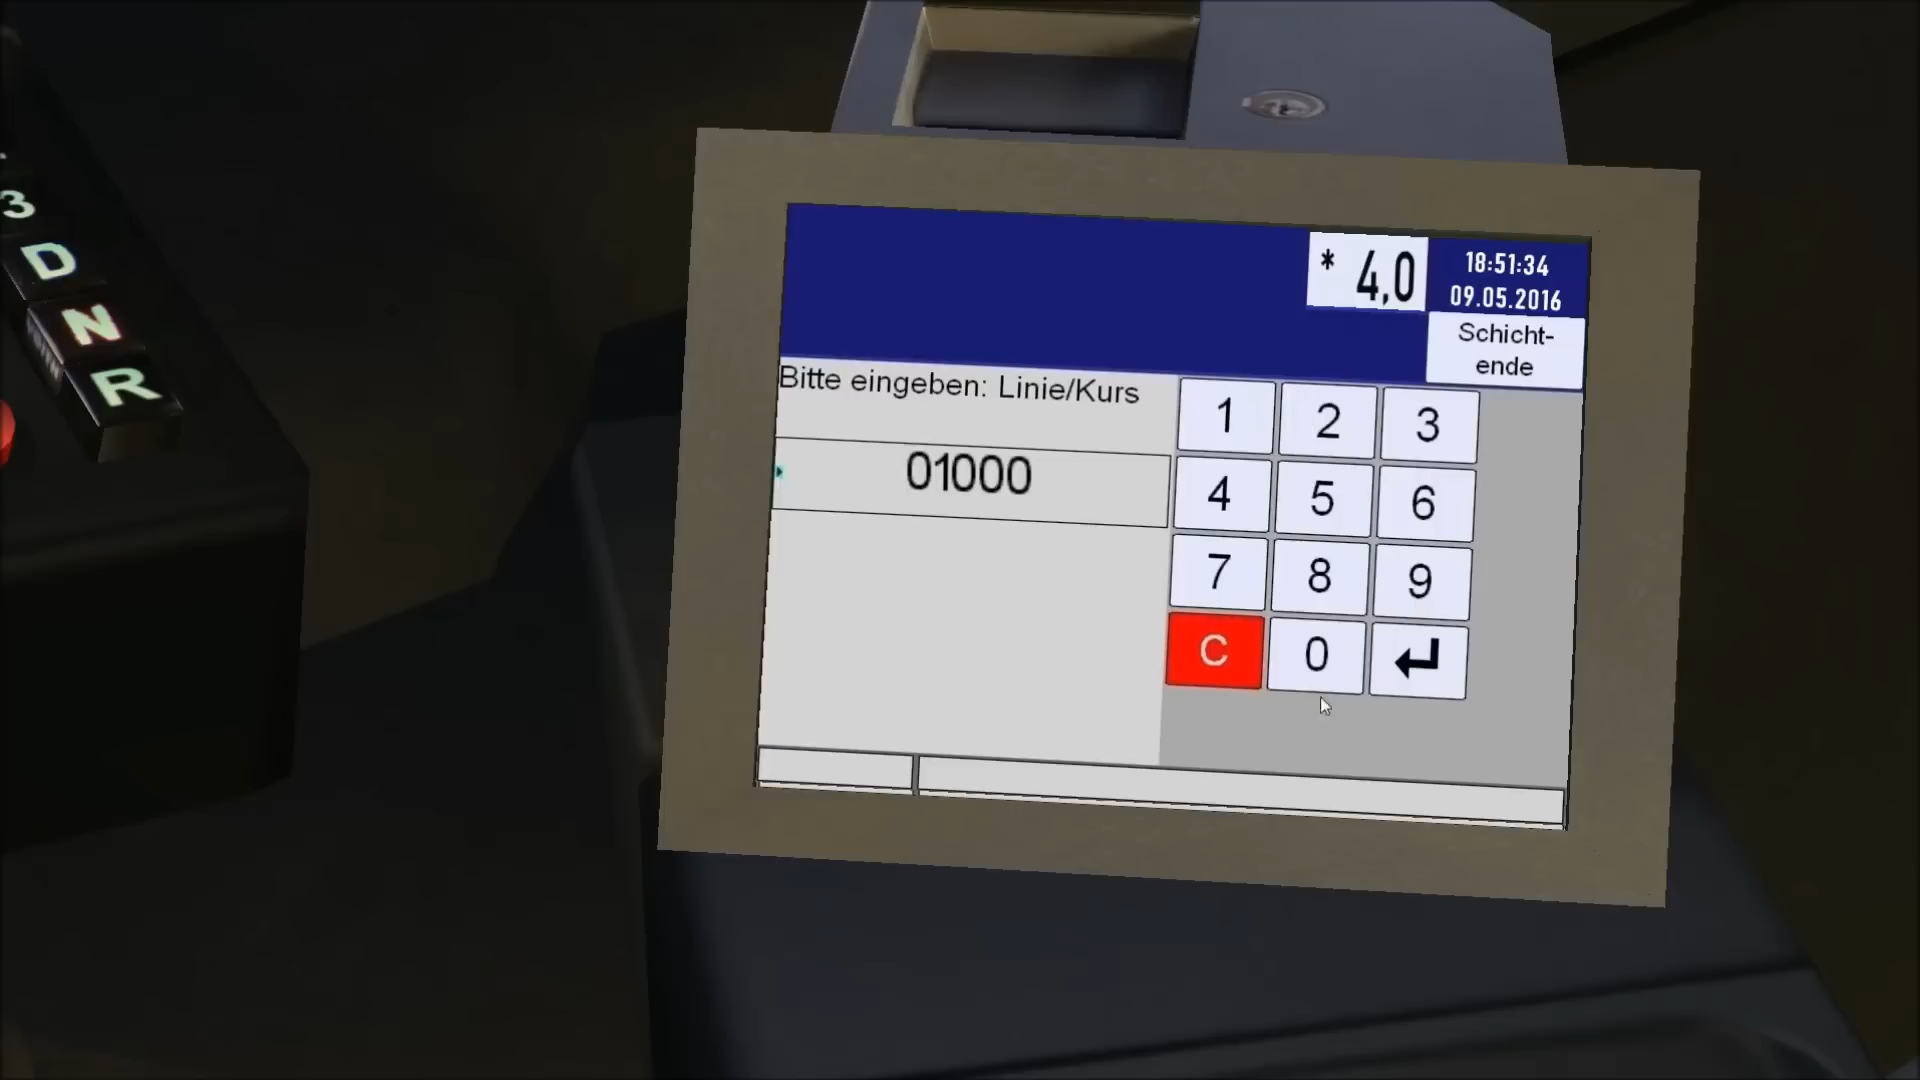 3
D
N
R
* 4,0
18:51:34
09.05.2016
Schicht-
ende
Bitte eingeben: Linie/Kurs
01000
1 2 3
4 5 6
7 8 9
C 0